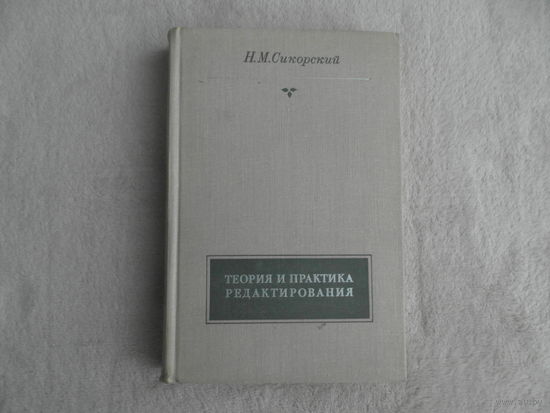 Н. М. Сикорский
ТЕОРИЯ И ПРАКТИКА
РЕДАКТИРОВАНИЯ